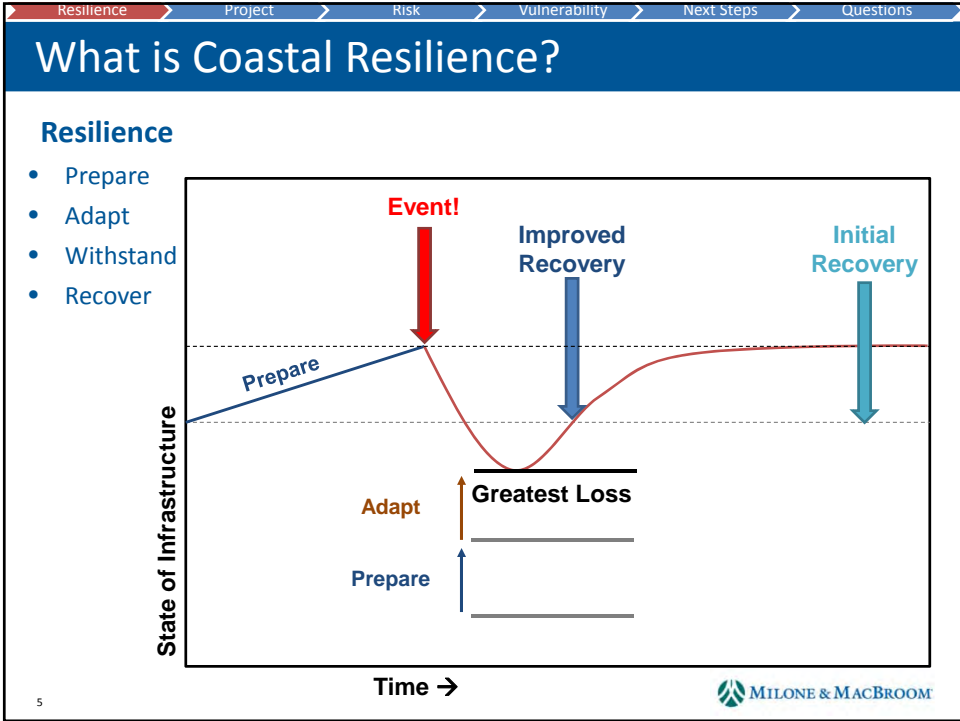 Resilience Project Risk Vulnerability Next Steps Questions
What is Coastal Resilience?
Resilience
• Prepare
• Adapt
• Withstand
• Recover
Event!
Improved
Recovery
Initial
Recovery
Prepare
State of Infrastructure
Greatest Loss
Adapt
Prepare
Time →
5
MILONE & MACBROOM